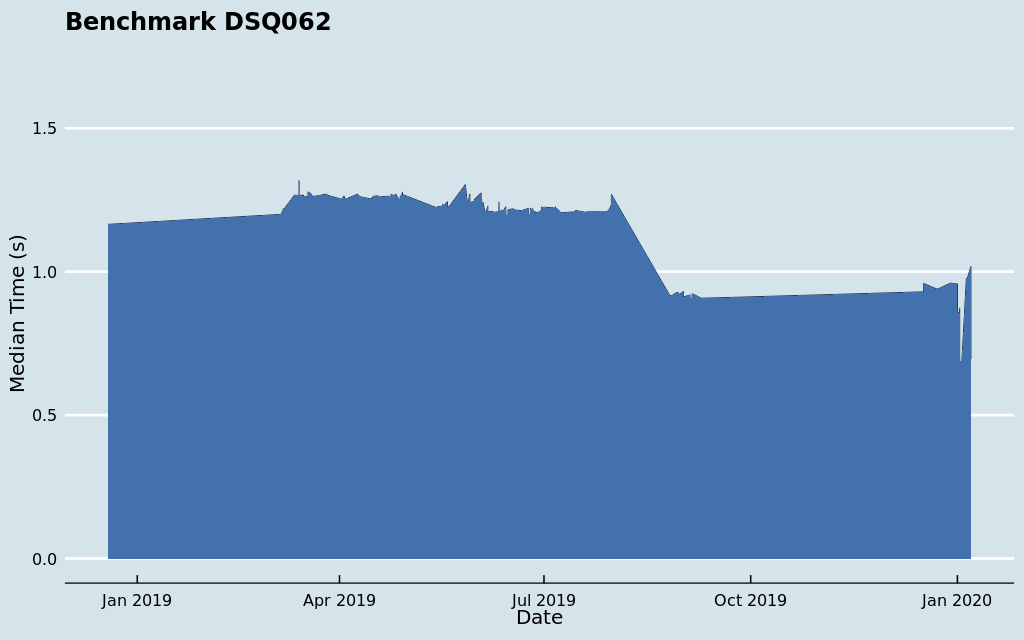 Benchmark DSQ062
1.5
1.0
0.5
0.0
Median Time (s)
Jan 2019
Apr 2019
Jul 2019
Oct 2019
Jan 2020
Date